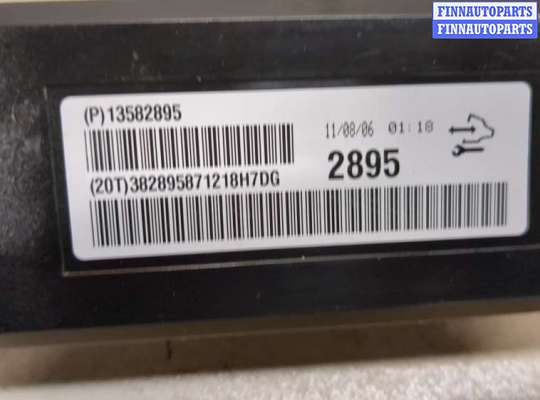 FINNAUTOPARTS
FINNAUTOPARTS
(P)13582895
11/08/06 01:18
2895
(20T)382895871218H7DG